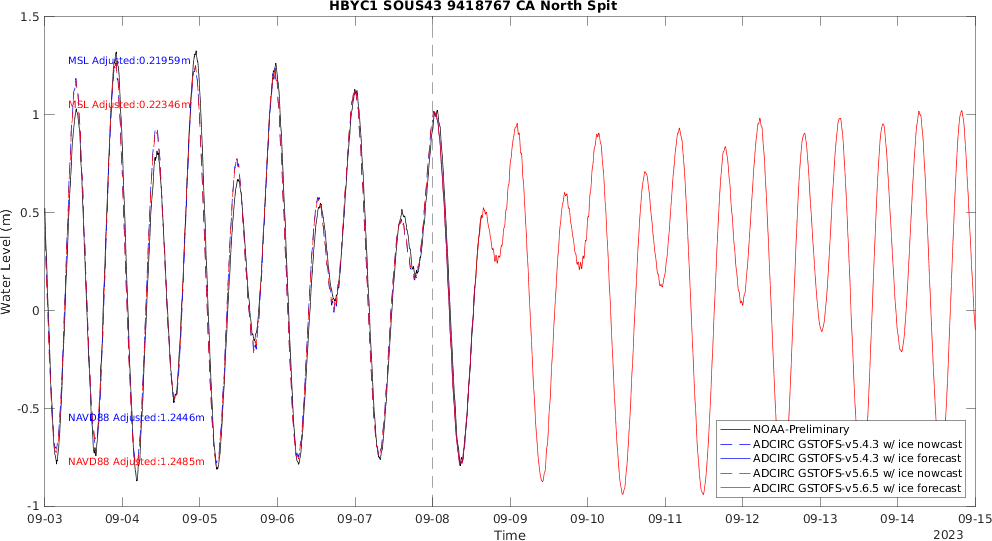 HBYC1 SOUS43 9418767 CA North Spit
1.5
1
0.5
0
-0.5
-1
Water Level (m)
MSL Adjusted:0.21959m
MSL Adjusted:0.22346m
NAVD88 Adjusted:1.2446m
NAVD88 Adjusted:1.2485m
NOAA-Preliminary
ADCIRC GSTOFS-v5.4.3 w/ ice nowcast
ADCIRC GSTOFS-v5.4.3 w/ ice forecast
ADCIRC GSTOFS-v5.6.5 w/ ice nowcast
ADCIRC GSTOFS-v5.6.5 w/ ice forecast
09-03 09-04 09-05 09-06 09-07 09-08 09-09 09-10 09-11 09-12 09-13 09-14 09-15
Time
2023